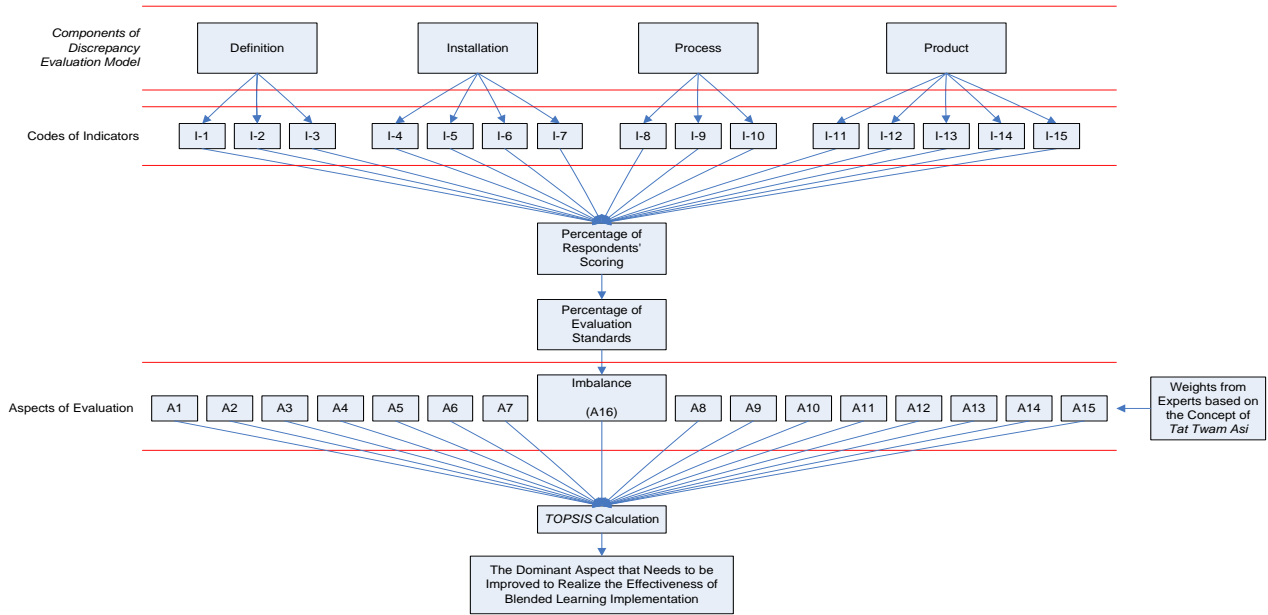 Components of
Discrepancy
Evaluation Model
Definition
Installation
Process
Product
Codes of Indicators
I-1
I-2
I-3
I-4
I-5
I-6
I-7
I-8
I-9
I-10
I-11
I-12
I-13
I-14
I-15
Percentage of
Respondents'
Scoring
Percentage of
Evaluation
Standards
Aspects of Evaluation
A1
A2
A3
A4
A5
A6
A7
Imbalance
(A16)
A8
A9
A10
A11
A12
A13
A14
A15
Weights from
Experts based on
the Concept of
Tat Twam Asi
TOPSIS Calculation
The Dominant Aspect that Needs to be
Improved to Realize the Effectiveness of
Blended Learning Implementation